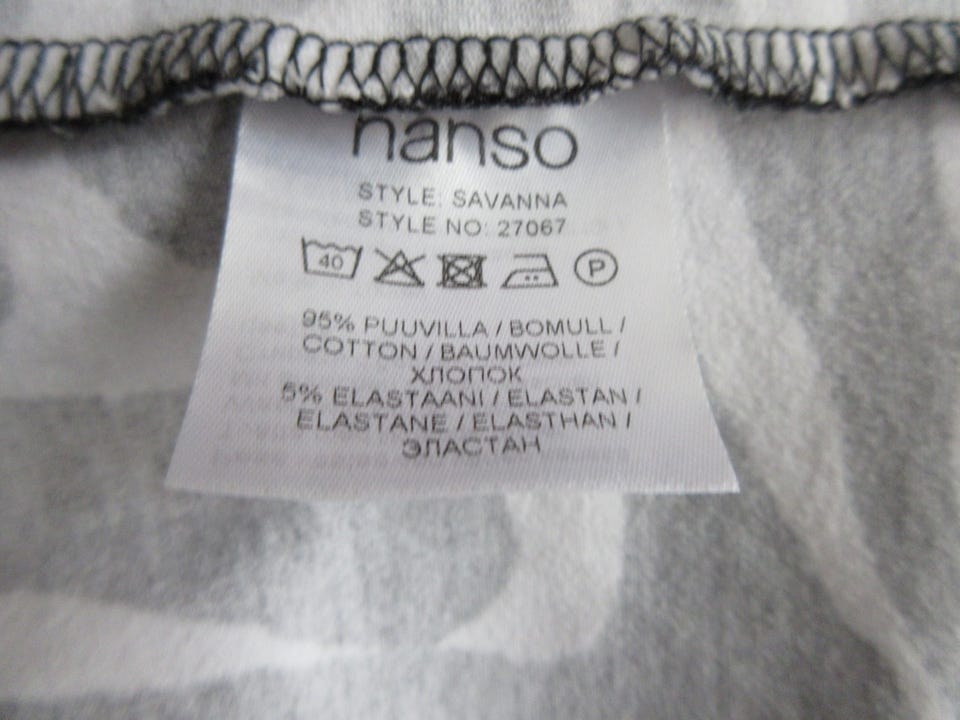 nanso
STYLE: SAVANNA
STYLE NO: 27067
40 P
95% PUUVILLA / BOMULL /
COTTON / BAUMWOLLE /
ХЛОПОК
5% ELASTAANI / ELASTAN /
ELASTANE / ELASTHAN /
ЭЛАСТАН